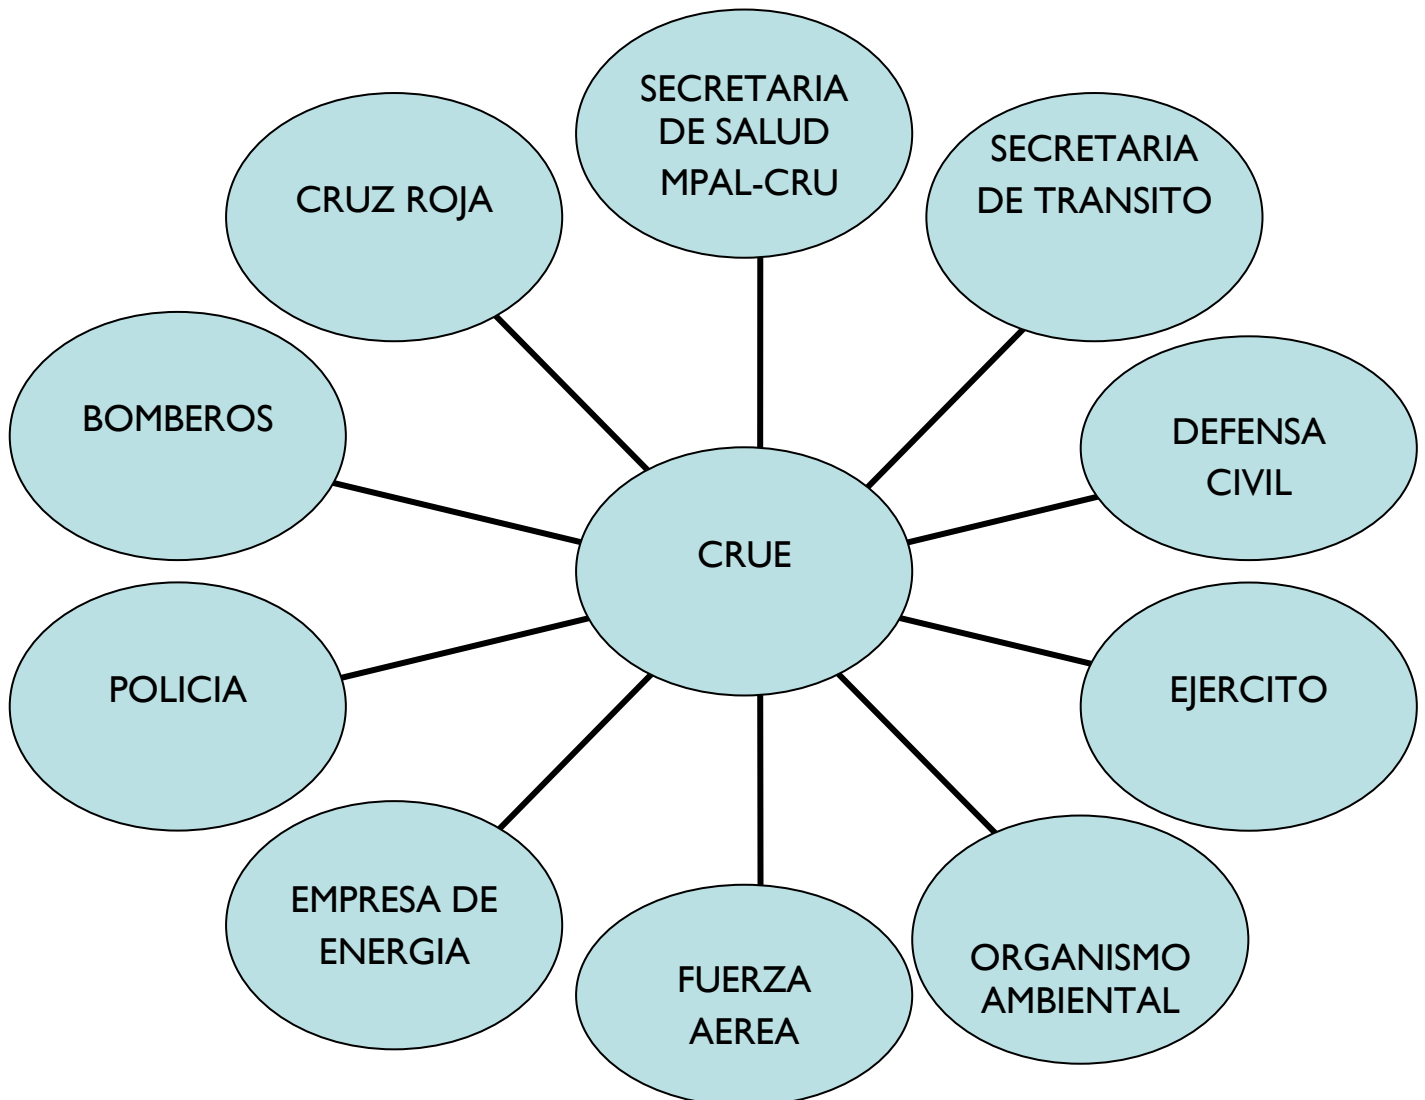 SECRETARIA
DE SALUD
MPAL-CRU
SECRETARIA
DE TRANSITO
CRUZ ROJA
BOMBEROS
DEFENSA
CIVIL
CRUE
POLICIA
EJERCITO
EMPRESA DE
ENERGIA
FUERZA
AEREA
ORGANISMO
AMBIENTAL